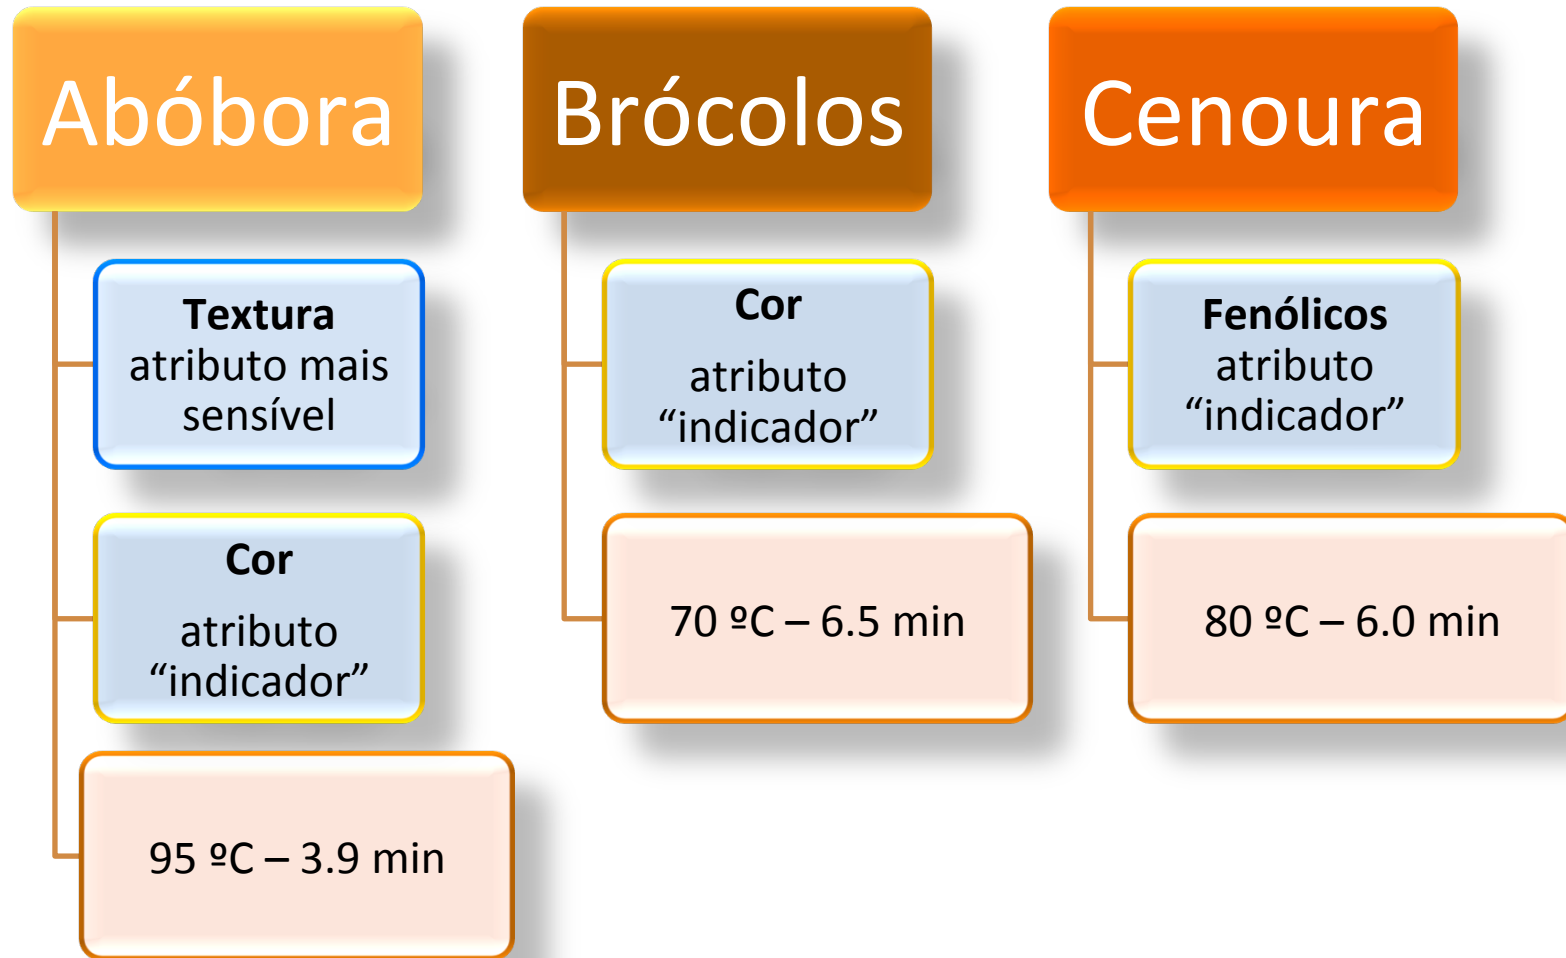 Abóbora
Textura
atributo mais
sensível
Cor
atributo
“indicador”
95 ºC – 3.9 min
Brócolos
Cor
atributo
“indicador”
70 ºC – 6.5 min
Cenoura
Fenólicos
atributo
“indicador”
80 ºC – 6.0 min